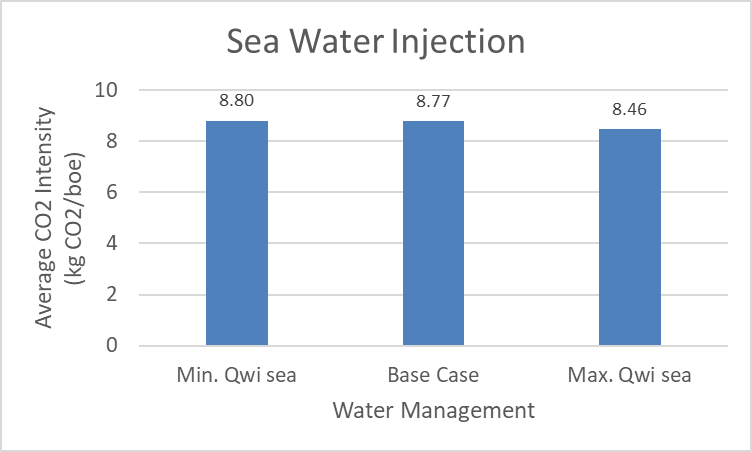 Sea Water Injection
Average CO2 Intensity
(kg CO2/boe)
10
8
6
4
2
0
8.80
8.77
8.46
Min. Qwi sea
Base Case
Max. Qwi sea
Water Management